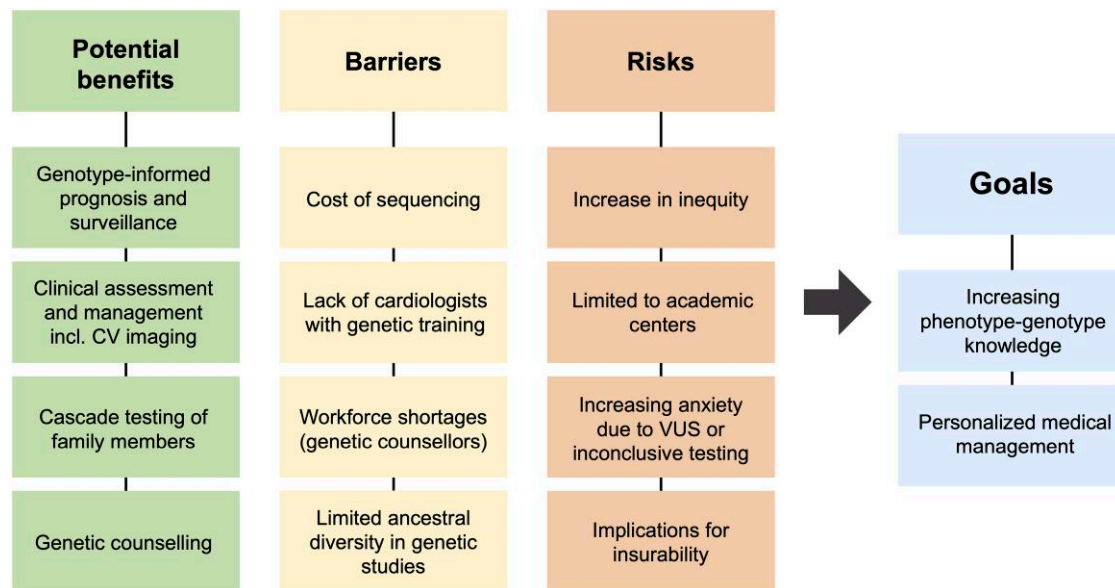 Potential
benefits
Genotype-informed
prognosis and
surveillance
Clinical assessment
and management
incl. CV imaging
Cascade testing of
family members
Genetic counselling
Barriers
Cost of sequencing
Lack of cardiologists
with genetic training
Workforce shortages
(genetic counsellors)
Limited ancestral
diversity in genetic
studies
Risks
Increase in inequity
Limited to academic
centers
Increasing anxiety
due to VUS or
inconclusive testing
Implications for
insurability
Goals
Increasing
phenotype-genotype
knowledge
Personalized medical
management